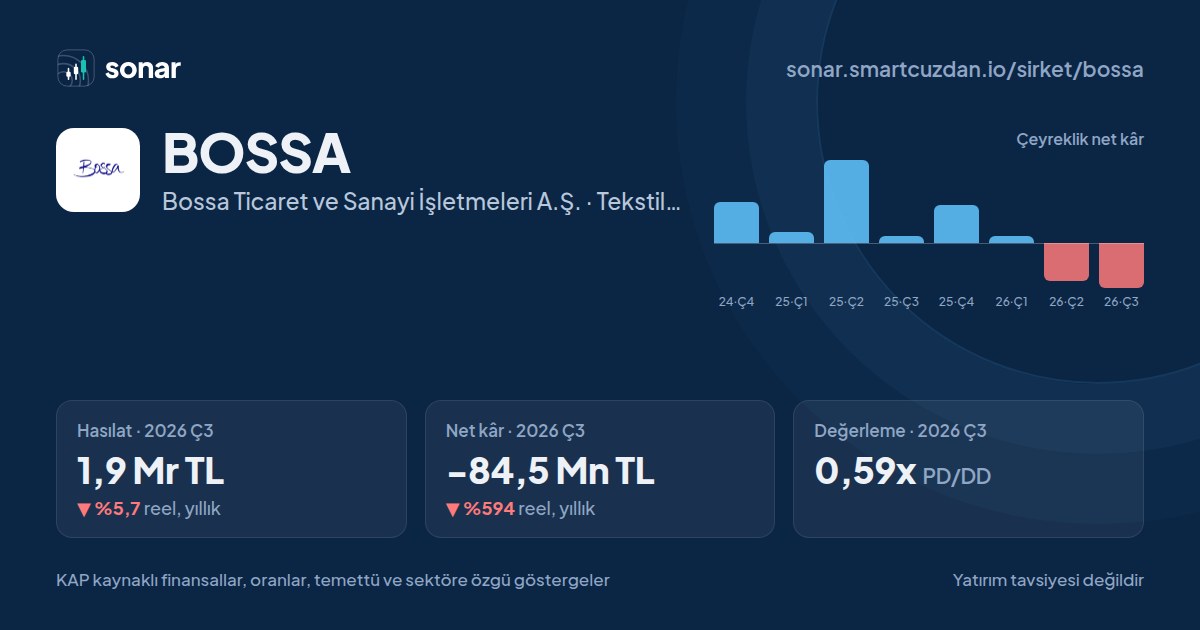 sonar
sonar.smartcuzdan.io/sirket/bossa
Bossa
BOSSA
Bossa Ticaret ve Sanayi İşletmeleri A.Ş. · Tekstil…
Çeyreklik net kâr
24·Ç4 25·Ç1 25·Ç2 25·Ç3 25·Ç4 26·Ç1 26·Ç2 26·Ç3
Hasılat · 2026 Ç3
1,9 Mr TL
▼ %5,7 reel, yıllık
Net kâr · 2026 Ç3
−84,5 Mn TL
▼ %594 reel, yıllık
Değerleme · 2026 Ç3
0,59x PD/DD
KAP kaynaklı finansallar, oranlar, temettü ve sektöre özgü göstergeler
Yatırım tavsiyesi değildir